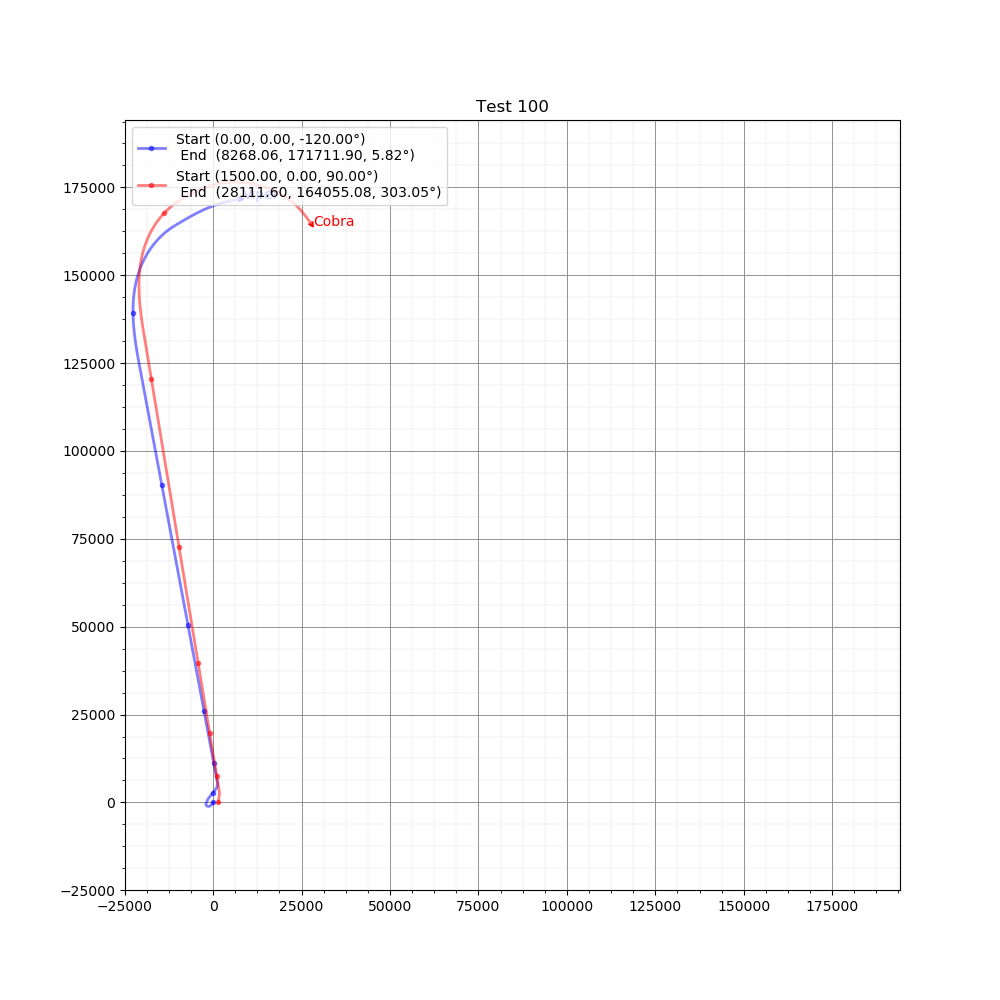 Test 100
Start (0.00, 0.00, -120.00°)
End (8268.06, 171711.90, 5.82°)
Start (1500.00, 0.00, 90.00°)
End (28111.60, 164055.08, 303.05°)
Cobra
175000
150000
125000
100000
75000
50000
25000
0
−25000
−25000 0 25000 50000 75000 100000 125000 150000 175000